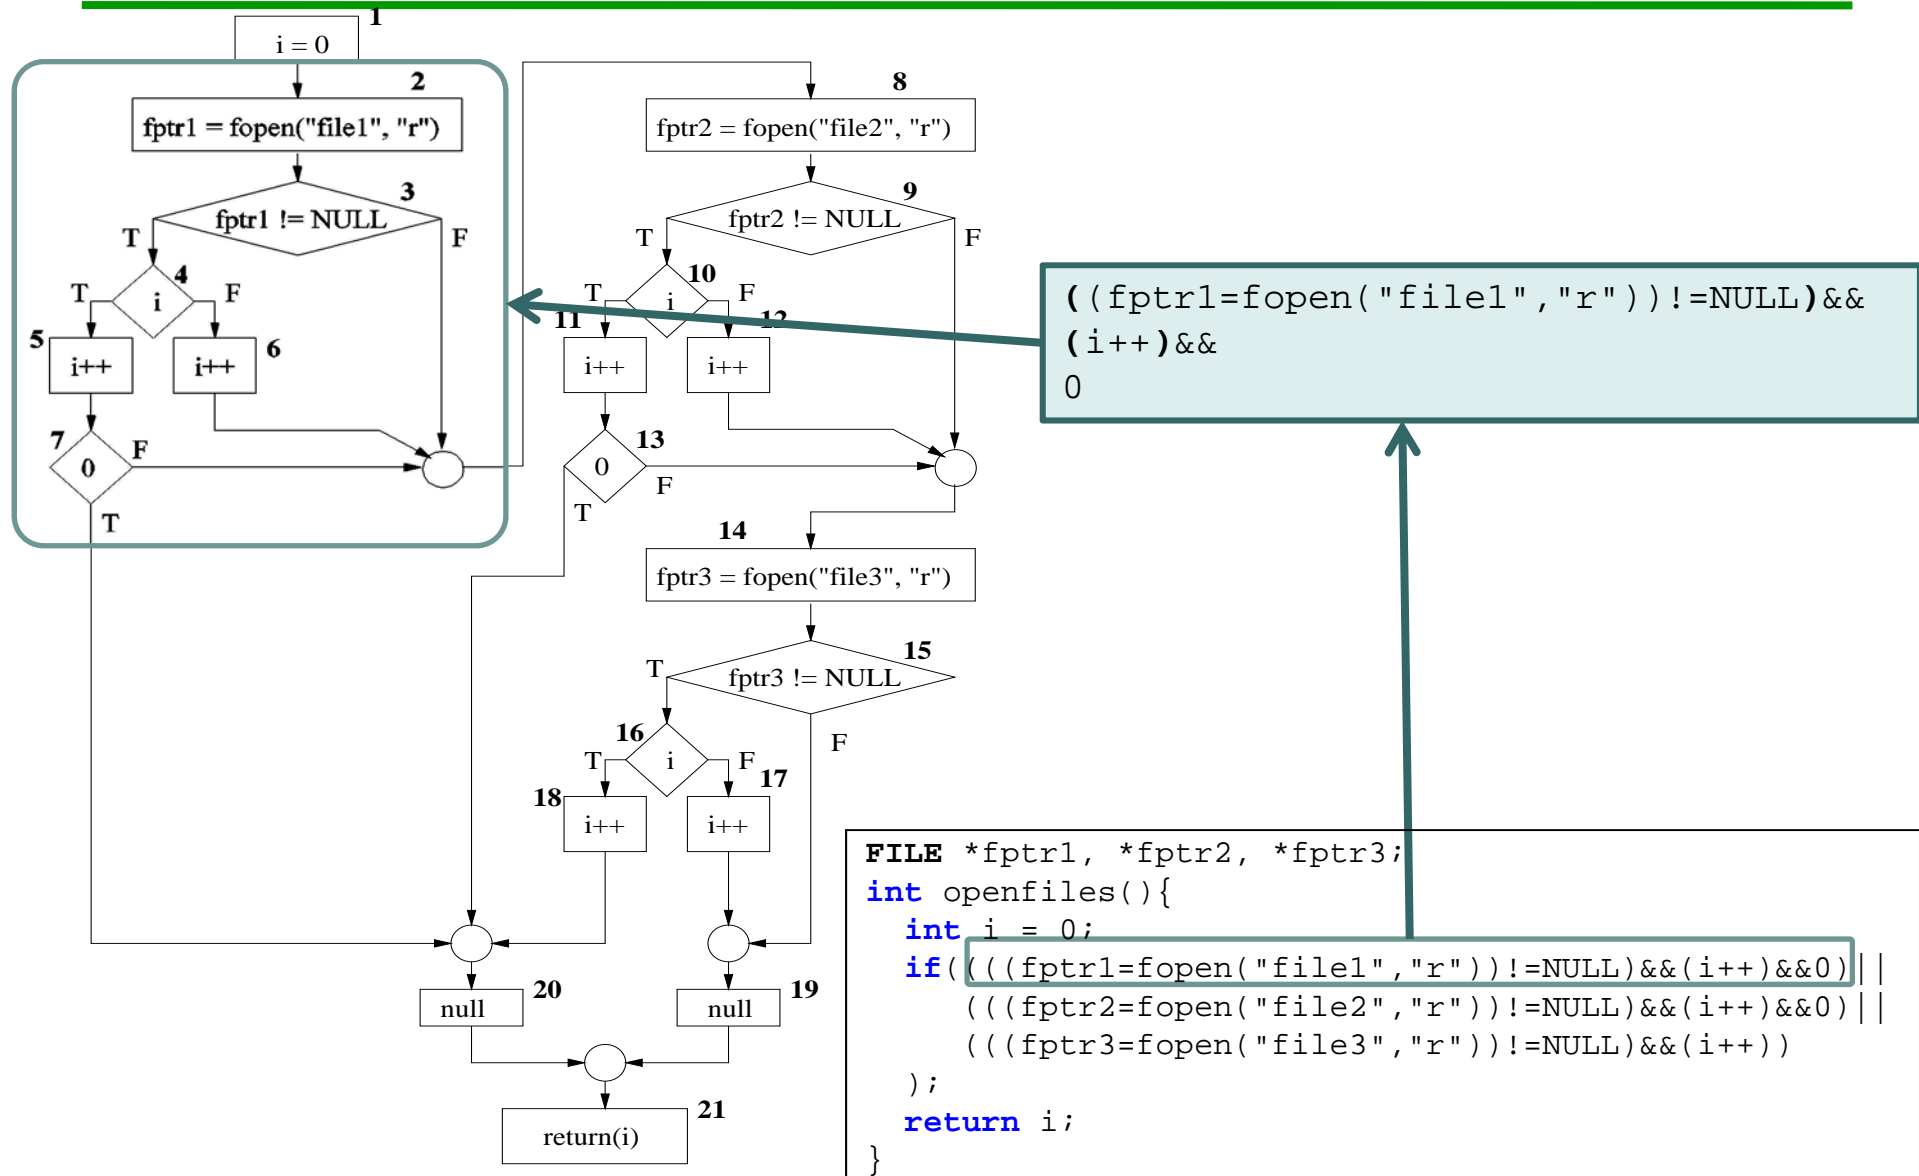 1
i = 0
2
fptr1 = fopen("file1", "r")
3
fptr1 != NULL
T
F
4
T
i
F
5
i++
6
i++
7
0
F
T
8
fptr2 = fopen("file2", "r")
9
fptr2 != NULL
T
F
10
T
i
F
11
12
i++
i++
13
0
F
T
14
fptr3 = fopen("file3", "r")
15
T
fptr3 != NULL
F
16
T
i
F
17
18
i++
i++
20
null
19
null
21
return(i)
((fptr1=fopen("file1","r"))!=NULL)&&
(i++)&&
0
FILE *fptr1, *fptr2, *fptr3;
int openfiles(){
int i = 0;
if((((fptr1=fopen("file1","r"))!=NULL)&&(i++)&&0)||
(((fptr2=fopen("file2","r"))!=NULL)&&(i++)&&0)||
(((fptr3=fopen("file3","r"))!=NULL)&&(i++))
);
return i;
}